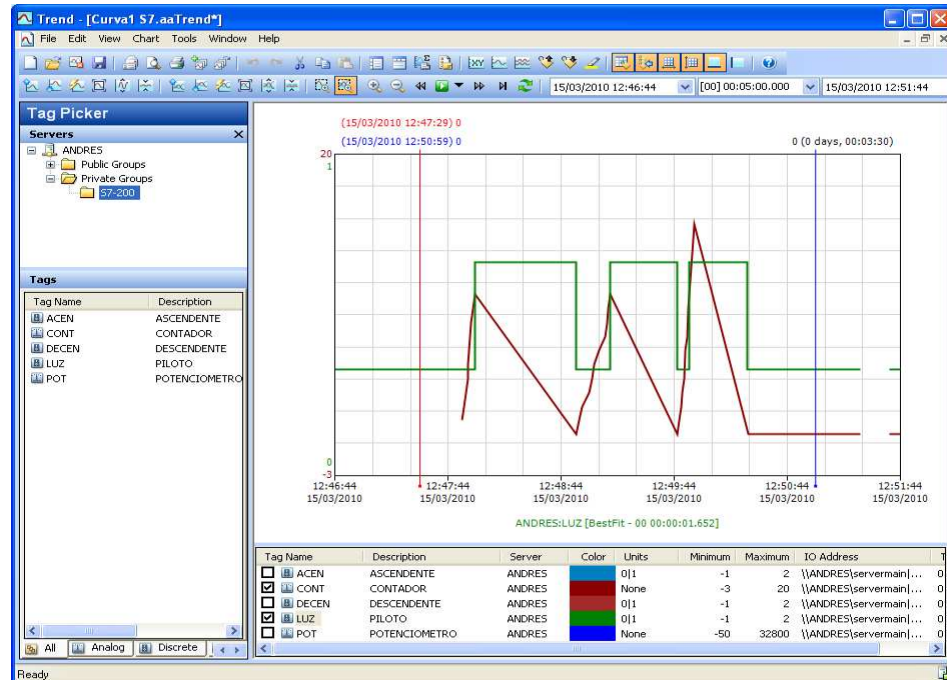 Trend - [Curva1 S7.aaTrend*]
File Edit View Chart Tools Window Help
15/03/2010 12:46:44 [00] 00:05:00.000 15/03/2010 12:51:44
Tag Picker
Servers
ANDRES
Public Groups
Private Groups
S7-200
Tags
Tag Name Description
ACEN ASCENDENTE
CONT CONTADOR
DECEN DESCENDENTE
LUZ PILOTO
POT POTENCIOMETRO
All Analog Discrete
(15/03/2010 12:47:29) 0
(15/03/2010 12:50:59) 0 0 (0 days, 00:03:30)
20
1
0
-3
12:46:44 12:47:44 12:48:44 12:49:44 12:50:44 12:51:44
15/03/2010 15/03/2010 15/03/2010 15/03/2010 15/03/2010 15/03/2010
ANDRES:LUZ [BestFit - 00 00:00:01.652]
Tag Name Description Server Color Units Minimum Maximum IO Address T
ACEN ASCENDENTE ANDRES 0|1 -1 2 \\ANDRES\servermain|... 0
CONT CONTADOR ANDRES None -3 20 \\ANDRES\servermain|... 0
DECEN DESCENDENTE ANDRES 0|1 -1 2 \\ANDRES\servermain|... 0
LUZ PILOTO ANDRES 0|1 -1 2 \\ANDRES\servermain|... 0
POT POTENCIOMETRO ANDRES None -50 32800 \\ANDRES\servermain|... 0
Ready